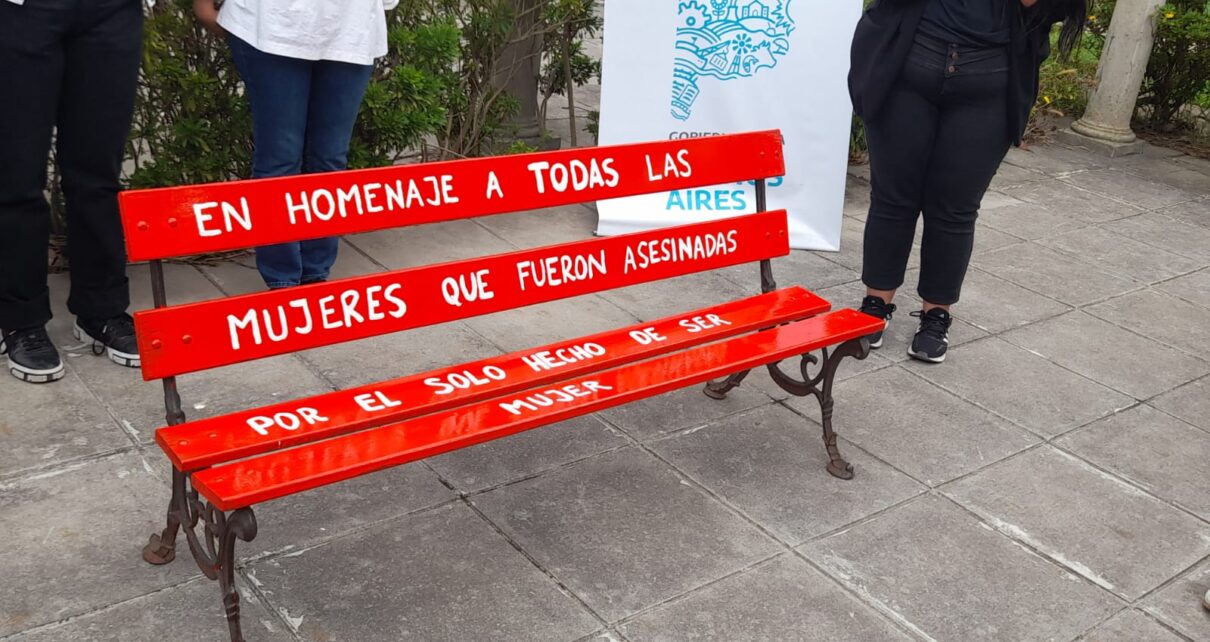 EN HOMENAJE A TODAS LAS
MUJERES QUE FUERON ASESINADAS
POR EL SOLO HECHO DE SER
MUJER
AIRES